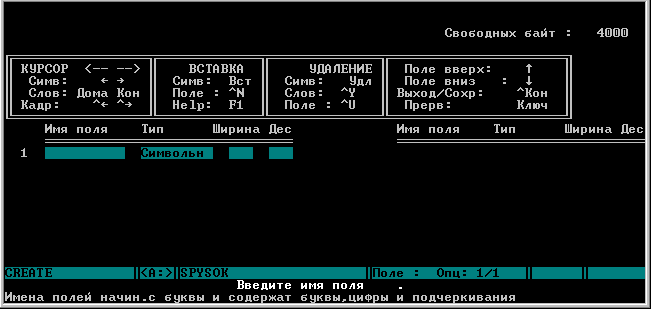 Свободных байт : 4000
КУРСОР <-- --> ВСТАВКА УДАЛЕНИЕ Поле вверх: ↑
Симв: ← → Симв: Вст Симв: Удл Поле вниз : ↓
Слов: Дома Кон Поле : ^N Слов: ^Y Выход/Сохр: ^Кон
Кадр: ^← ^→ Help: F1 Поле : ^U Прерв: Ключ
Имя поля Тип Ширина Дес Имя поля Тип Ширина Дес
1 Символьн
CREATE <A:> SPYSOK Поле : Опц: 1/1
Введите имя поля .
Имена полей начин.с буквы и содержат буквы,цифры и подчеркивания